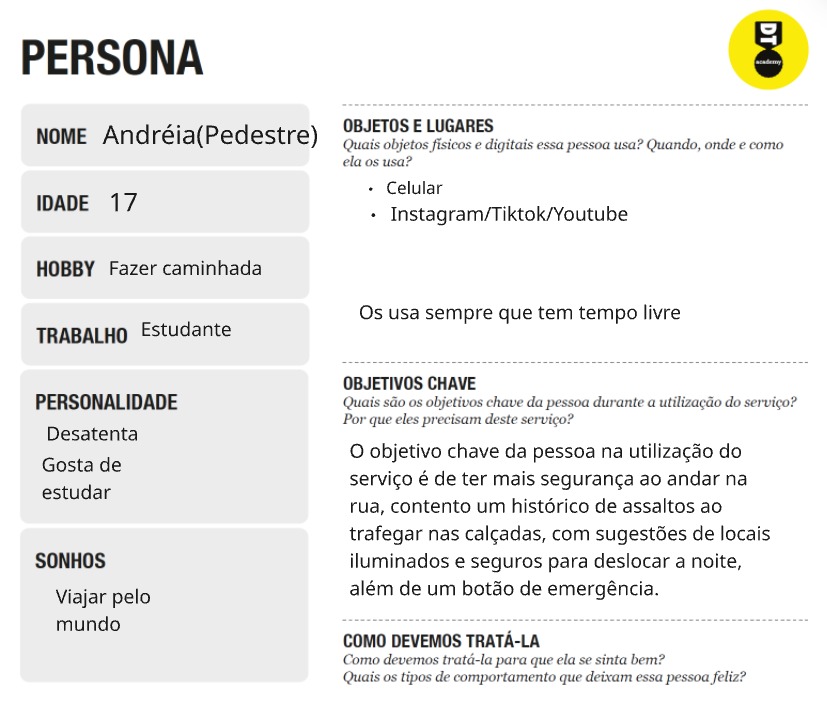 PERSONA
DT
academy
NOME Andréia(Pedestre)
IDADE 17
HOBBY Fazer caminhada
TRABALHO Estudante
PERSONALIDADE
Desatenta
Gosta de
estudar
SONHOS
Viajar pelo
mundo
OBJETOS E LUGARES
Quais objetos físicos e digitais essa pessoa usa? Quando, onde e como
ela os usa?
• Celular
• Instagram/Tiktok/Youtube
Os usa sempre que tem tempo livre
OBJETIVOS CHAVE
Quais são os objetivos chave da pessoa durante a utilização do serviço?
Por que eles precisam deste serviço?
O objetivo chave da pessoa na utilização do
serviço é de ter mais segurança ao andar na
rua, contento um histórico de assaltos ao
trafegar nas calçadas, com sugestões de locais
iluminados e seguros para deslocar a noite,
além de um botão de emergência.
COMO DEVEMOS TRATÁ-LA
Como devemos tratá-la para que ela se sinta bem?
Quais os tipos de comportamento que deixam essa pessoa feliz?